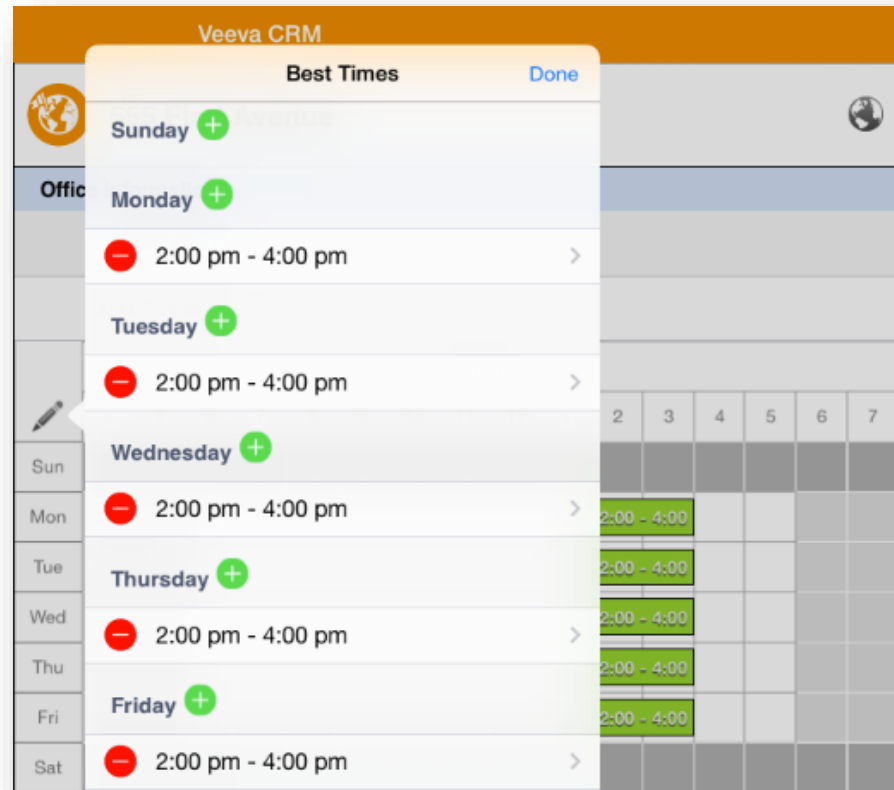 Veeva CRM
Best Times
Done
Avenue
Sunday
Offic
Monday
2:00 pm - 4:00 pm
Tuesday
2:00 pm - 4:00 pm
2 3 4 5 6 7
Wednesday
Sun
2:00 pm - 4:00 pm
Mon
2:00 - 4:00
Tue
2:00 - 4:00
Thursday
Wed
2:00 - 4:00
2:00 pm - 4:00 pm
Thu
2:00 - 4:00
Friday
Fri
2:00 - 4:00
2:00 pm - 4:00 pm
Sat